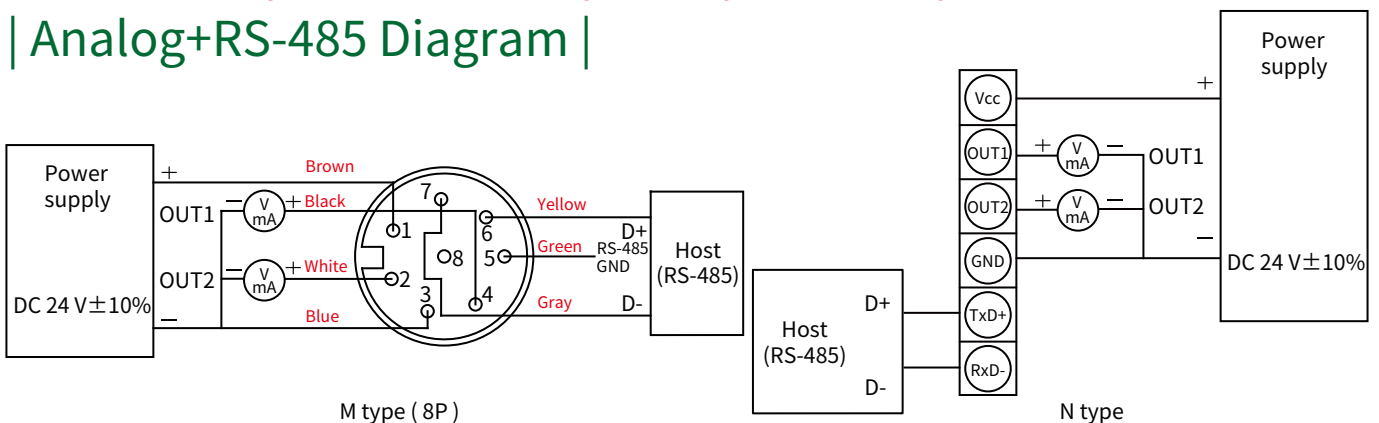 | Analog+RS-485 Diagram |
Power
supply
DC 24 V±10%
+
−
OUT1
OUT2
−
V
mA
+
−
V
mA
+
Brown
Black
White
Blue
1
2
3
4
5
6
7
8
Yellow
Green
Gray
D+
RS-485
GND
D-
Host
(RS-485)
M type ( 8P )
Host
(RS-485)
D+
D-
Vcc
OUT1
OUT2
GND
TxD+
RxD-
+
V
mA
−
OUT1
+
V
mA
−
OUT2
+
−
Power
supply
DC 24 V±10%
N type